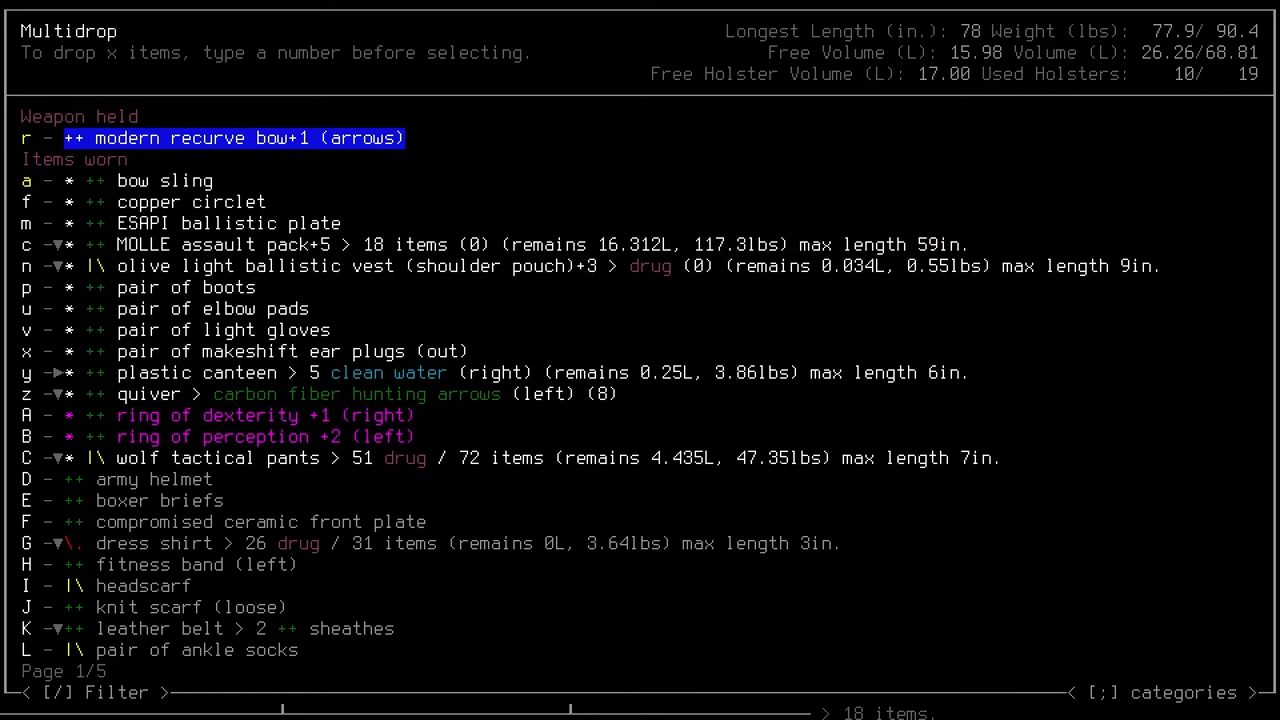 Multidrop
Longest Length (in.): 78 Weight (lbs): 77.9/ 90.4
To drop x items, type a number before selecting.
Free Volume (L): 15.98 Volume (L): 26.26/68.81
Free Holster Volume (L): 17.00 Used Holsters: 10/ 19
Weapon held
r - ++ modern recurve bow+1 (arrows)
Items worn
a - * ++ bow sling
f - * ++ copper circlet
m - * ++ ESAPI ballistic plate
c -▼* ++ MOLLE assault pack+5 > 18 items (0) (remains 16.312L, 117.3lbs) max length 59in.
n -▼* |\ olive light ballistic vest (shoulder pouch)+3 > drug (0) (remains 0.034L, 0.55lbs) max length 9in.
p - * ++ pair of boots
u - * ++ pair of elbow pads
v - * ++ pair of light gloves
x - * ++ pair of makeshift ear plugs (out)
y -▶* ++ plastic canteen > 5 clean water (right) (remains 0.25L, 3.86lbs) max length 6in.
z -▼* ++ quiver > carbon fiber hunting arrows (left) (8)
A - * ++ ring of dexterity +1 (right)
B - * ++ ring of perception +2 (left)
C -▼* |\ wolf tactical pants > 51 drug / 72 items (remains 4.435L, 47.35lbs) max length 7in.
D - ++ army helmet
E - ++ boxer briefs
F - ++ compromised ceramic front plate
G -▼\. dress shirt > 26 drug / 31 items (remains 0L, 3.64lbs) max length 3in.
H - ++ fitness band (left)
I - |\ headscarf
J - ++ knit scarf (loose)
K -▼++ leather belt > 2 ++ sheathes
L - |\ pair of ankle socks
Page 1/5
< [/] Filter >
< [;] categories >
> 18 items.